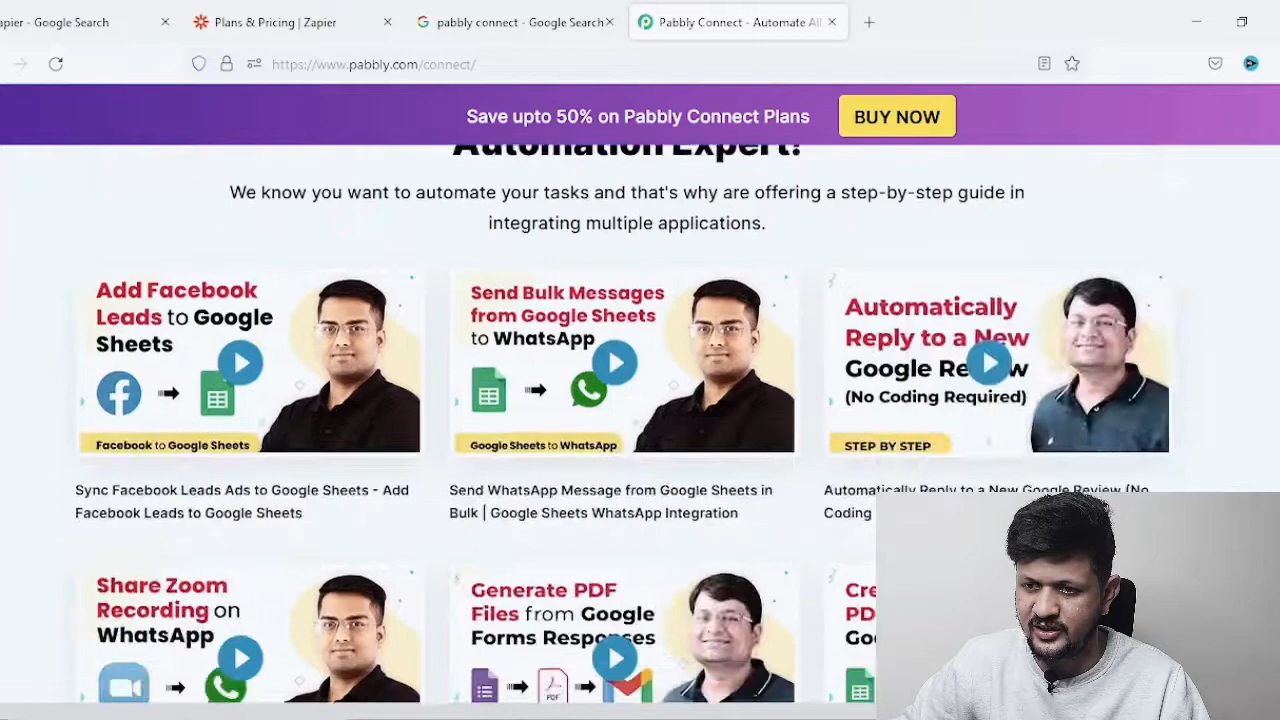 apier - Google Search
Plans & Pricing | Zapier
pabbly connect - Google Search
Pabbly Connect - Automate All
https://www.pabbly.com/connect/
Save upto 50% on Pabbly Connect Plans
BUY NOW
Automation Expert!
We know you want to automate your tasks and that's why are offering a step-by-step guide in
integrating multiple applications.
Add Facebook
Leads to Google
Sheets
Facebook to Google Sheets
Send Bulk Messages
from Google Sheets
to WhatsApp
Google Sheets to WhatsApp
Automatically
Reply to a New
Google Review
(No Coding Required)
STEP BY STEP
Sync Facebook Leads Ads to Google Sheets - Add
Facebook Leads to Google Sheets
Send WhatsApp Message from Google Sheets in
Bulk | Google Sheets WhatsApp Integration
Automatically Reply to a New Google Review (No
Coding
Share Zoom
Recording on
WhatsApp
Generate PDF
Files from Google
Forms Responses
PDF
Cre
PD
Goo